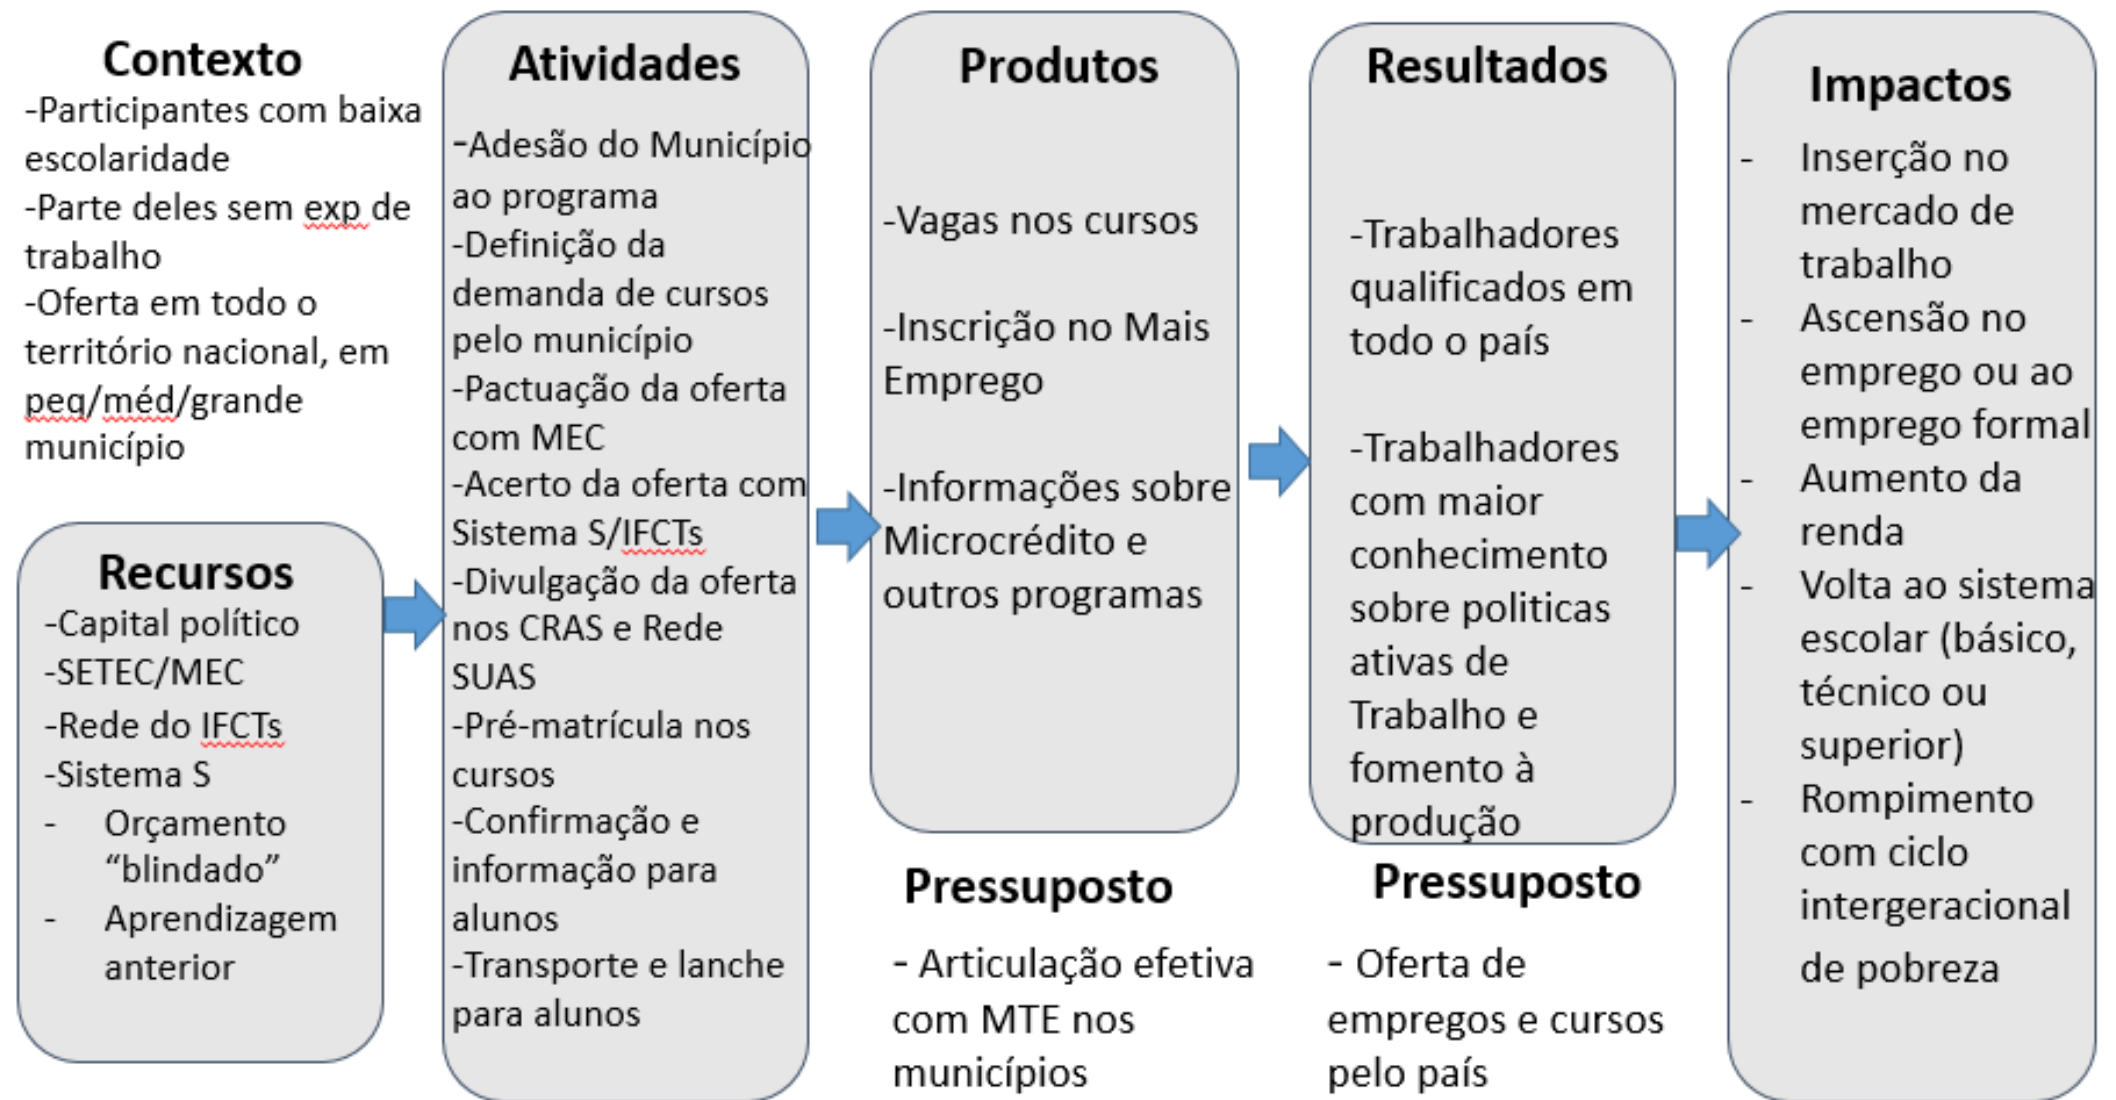 Contexto
-Participantes com baixa
escolaridade
-Parte deles sem exp de
trabalho
-Oferta em todo o
território nacional, em
peq/méd/grande
município
Recursos
-Capital político
-SETEC/MEC
-Rede do IFCTs
-Sistema S
- Orçamento
“blindado”
- Aprendizagem
anterior
Atividades
-Adesão do Município
ao programa
-Definição da
demanda de cursos
pelo município
-Pactuação da oferta
com MEC
-Acerto da oferta com
Sistema S/IFCTs
-Divulgação da oferta
nos CRAS e Rede
SUAS
-Pré-matrícula nos
cursos
-Confirmação e
informação para
alunos
-Transporte e lanche
para alunos
Produtos
-Vagas nos cursos
-Inscrição no Mais
Emprego
-Informações sobre
Microcrédito e
outros programas
Pressuposto
- Articulação efetiva
com MTE nos
municípios
Resultados
-Trabalhadores
qualificados em
todo o país
-Trabalhadores
com maior
conhecimento
sobre politicas
ativas de
Trabalho e
fomento à
produção
Pressuposto
- Oferta de
empregos e cursos
pelo país
Impactos
- Inserção no
mercado de
trabalho
- Ascensão no
emprego ou ao
emprego formal
- Aumento da
renda
- Volta ao sistema
escolar (básico,
técnico ou
superior)
- Rompimento
com ciclo
intergeracional
de pobreza